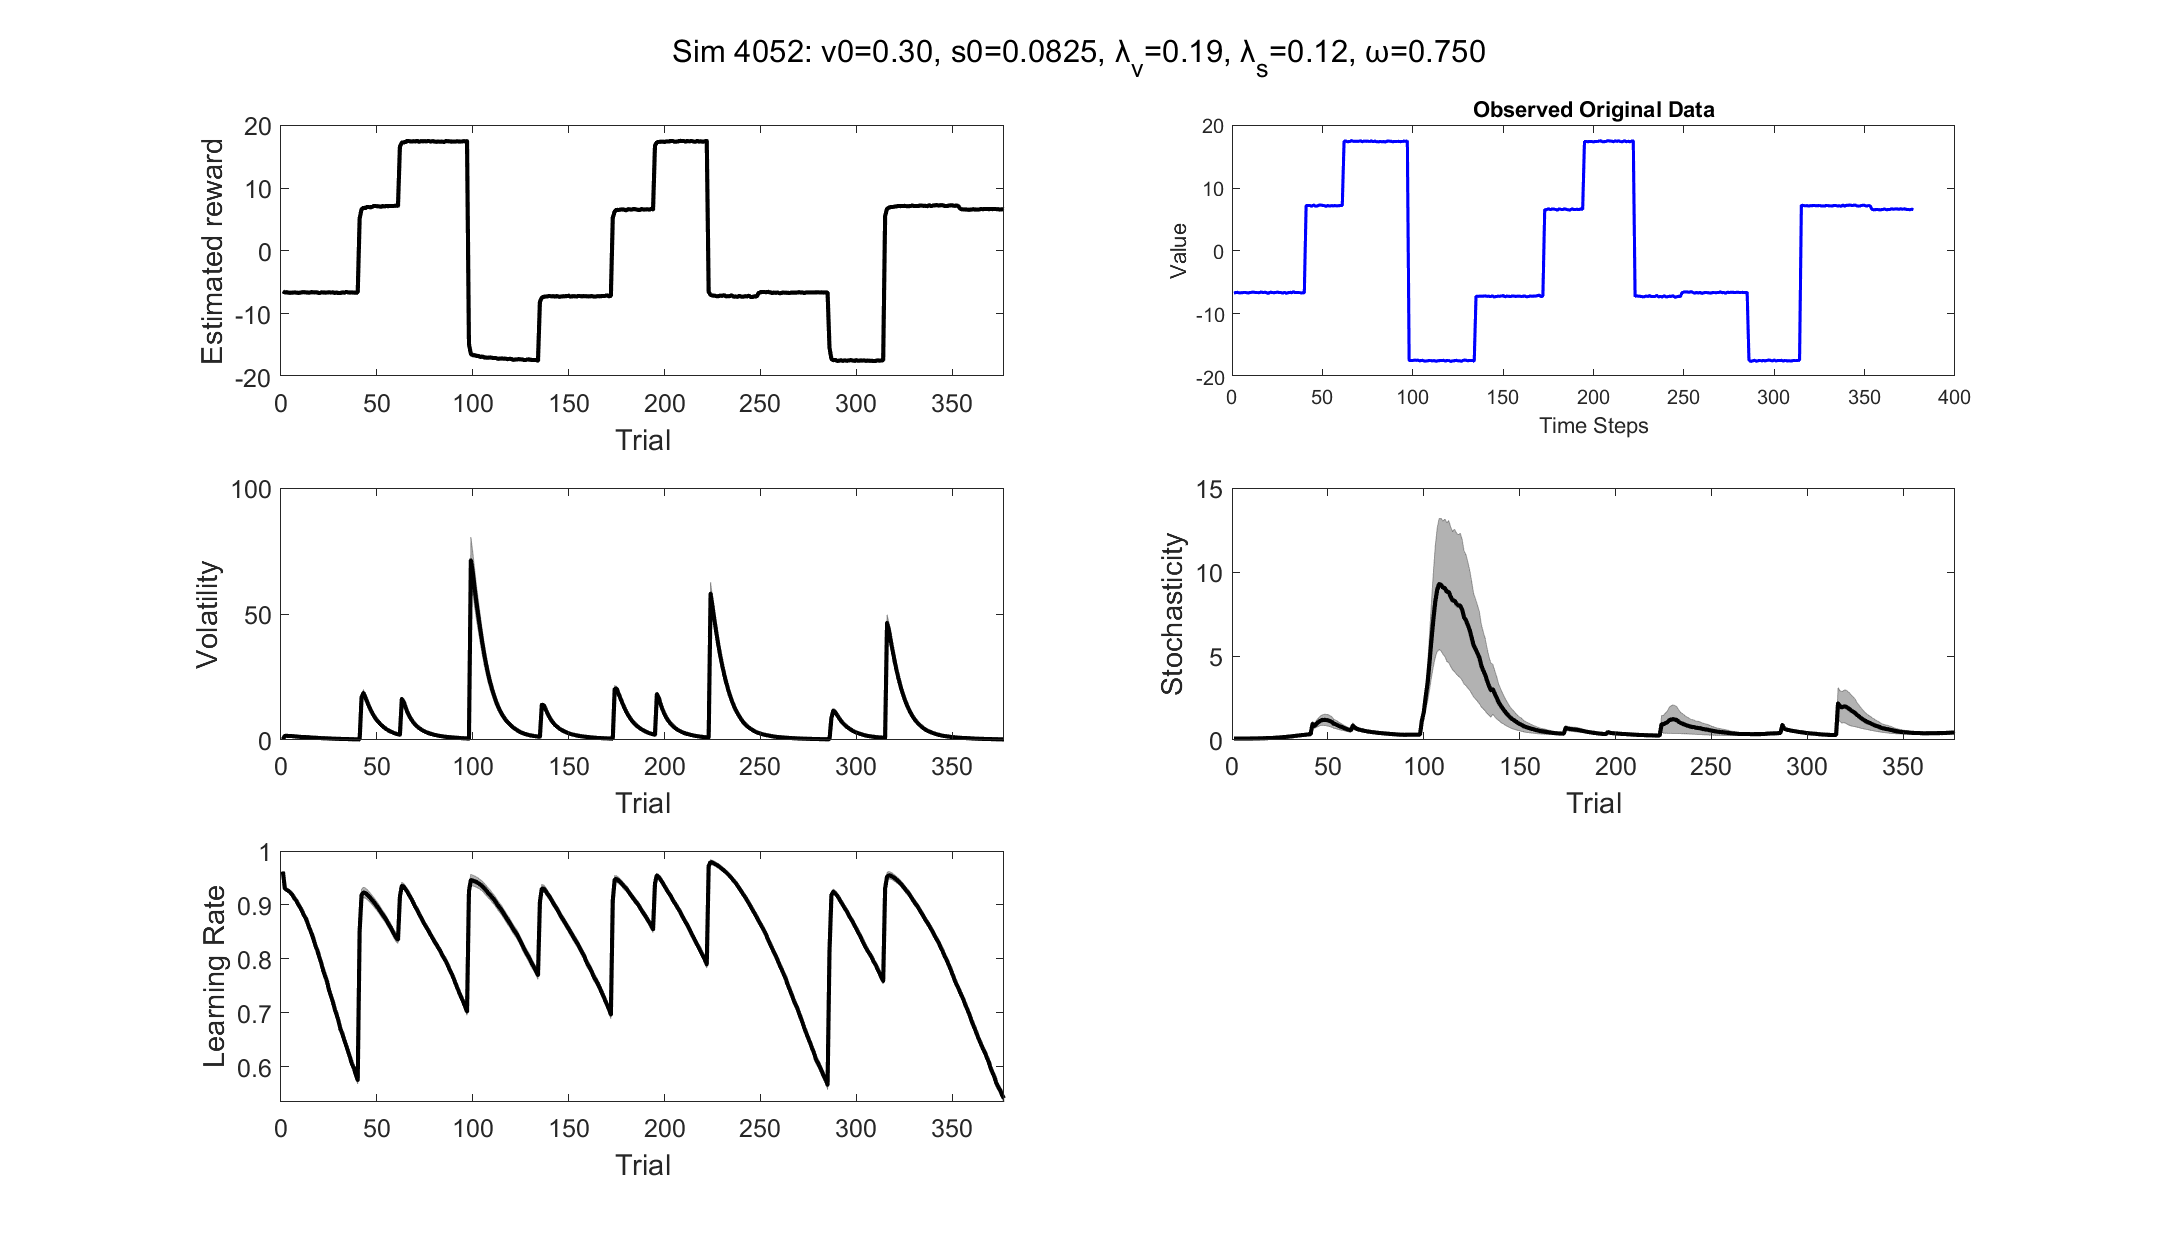 Sim 4052: v0=0.30, s0=0.0825, λ_v=0.19, λ_s=0.12, ω=0.750
20
10
0
-10
-20
Estimated reward
0 50 100 150 200 250 300 350
Trial
Observed Original Data
20
10
0
-10
-20
Value
0 50 100 150 200 250 300 350 400
Time Steps
100
50
0
Volatility
0 50 100 150 200 250 300 350
Trial
15
10
5
0
Stochasticity
0 50 100 150 200 250 300 350
Trial
1
0.9
0.8
0.7
0.6
Learning Rate
0 50 100 150 200 250 300 350
Trial